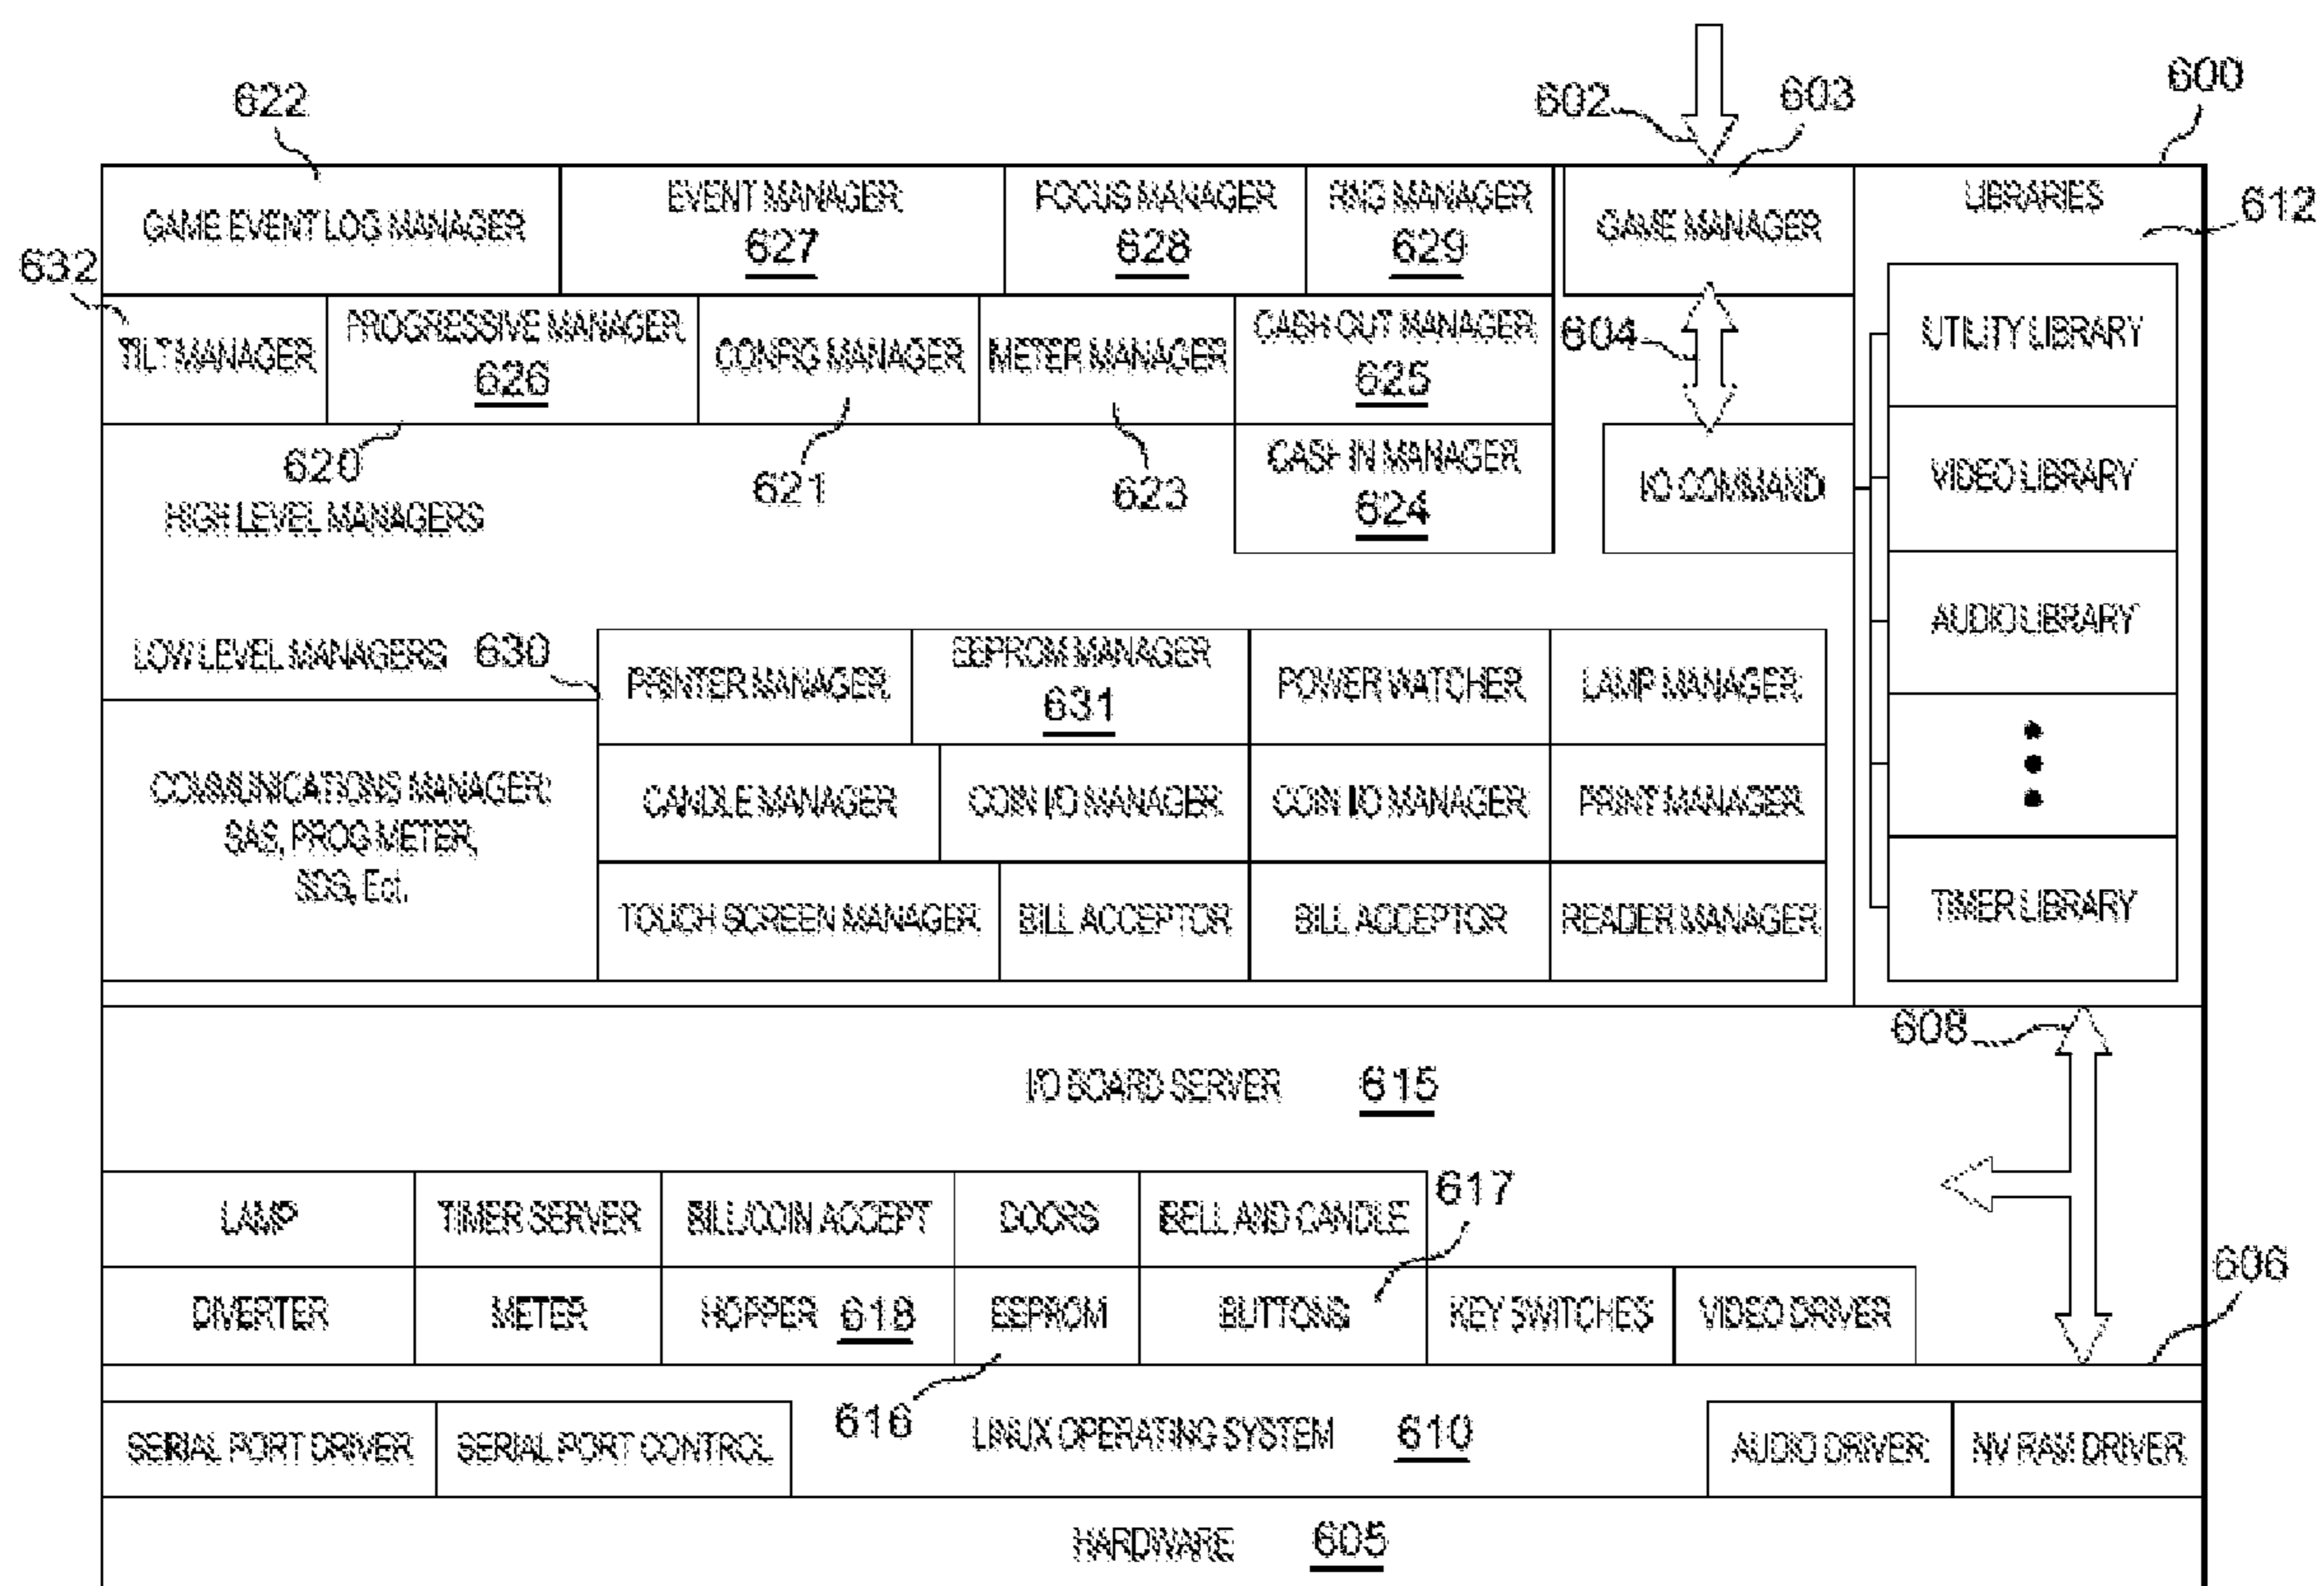 622
602
603
600
GAME EVENT LOG MANAGER
EVENT MANAGER
627
FOCUS MANAGER
628
RNG MANAGER
629
GAME MANAGER
LIBRARIES
612
632
TILT MANAGER
PROGRESSIVE MANAGER
626
CONFIG MANAGER
METER MANAGER
CASH OUT MANAGER
625
604
UTILITY LIBRARY
620
621
623
CASH IN MANAGER
624
I/O COMMAND
VIDEO LIBRARY
HIGH LEVEL MANAGERS
AUDIO LIBRARY
LOW LEVEL MANAGERS
630
PRINTER MANAGER
EEPROM MANAGER
631
POWER WATCHER
LAMP MANAGER
COMMUNICATIONS MANAGER
SAS, PROG METER,
SDS, Ect.
CANDLE MANAGER
COIN I/O MANAGER
COIN I/O MANAGER
PRINT MANAGER
TOUCH SCREEN MANAGER
BILL ACCEPTOR
BILL ACCEPTOR
READER MANAGER
TIMER LIBRARY
608
I/O BOARD SERVER 615
LAMP
TIMER SERVER
BILL/COIN ACCEPT
DOORS
BELL AND CANDLE
617
606
DIVERTER
METER
HOPPER 618
EEPROM
BUTTONS
KEY SWITCHES
VIDEO DRIVER
616
SERIAL PORT DRIVER
SERIAL PORT CONTROL
LINUX OPERATING SYSTEM 610
AUDIO DRIVER
NV RAM DRIVER
HARDWARE 605